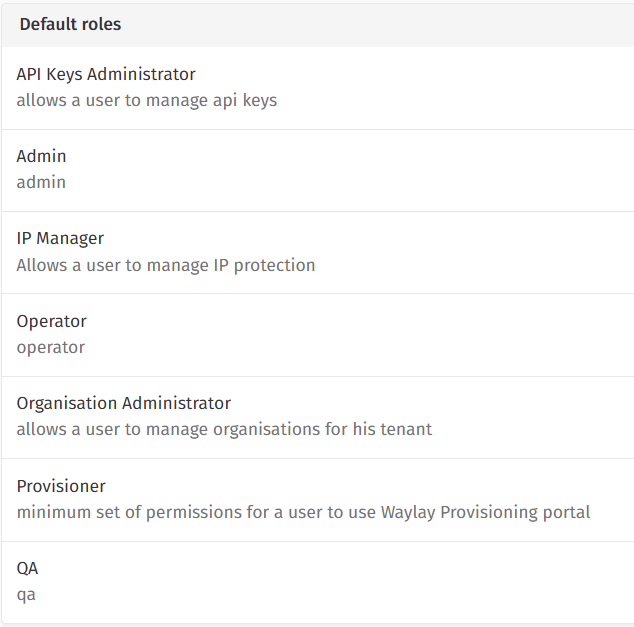 Default roles
API Keys Administrator
allows a user to manage api keys
Admin
admin
IP Manager
Allows a user to manage IP protection
Operator
operator
Organisation Administrator
allows a user to manage organisations for his tenant
Provisioner
minimum set of permissions for a user to use Waylay Provisioning portal
QA
qa